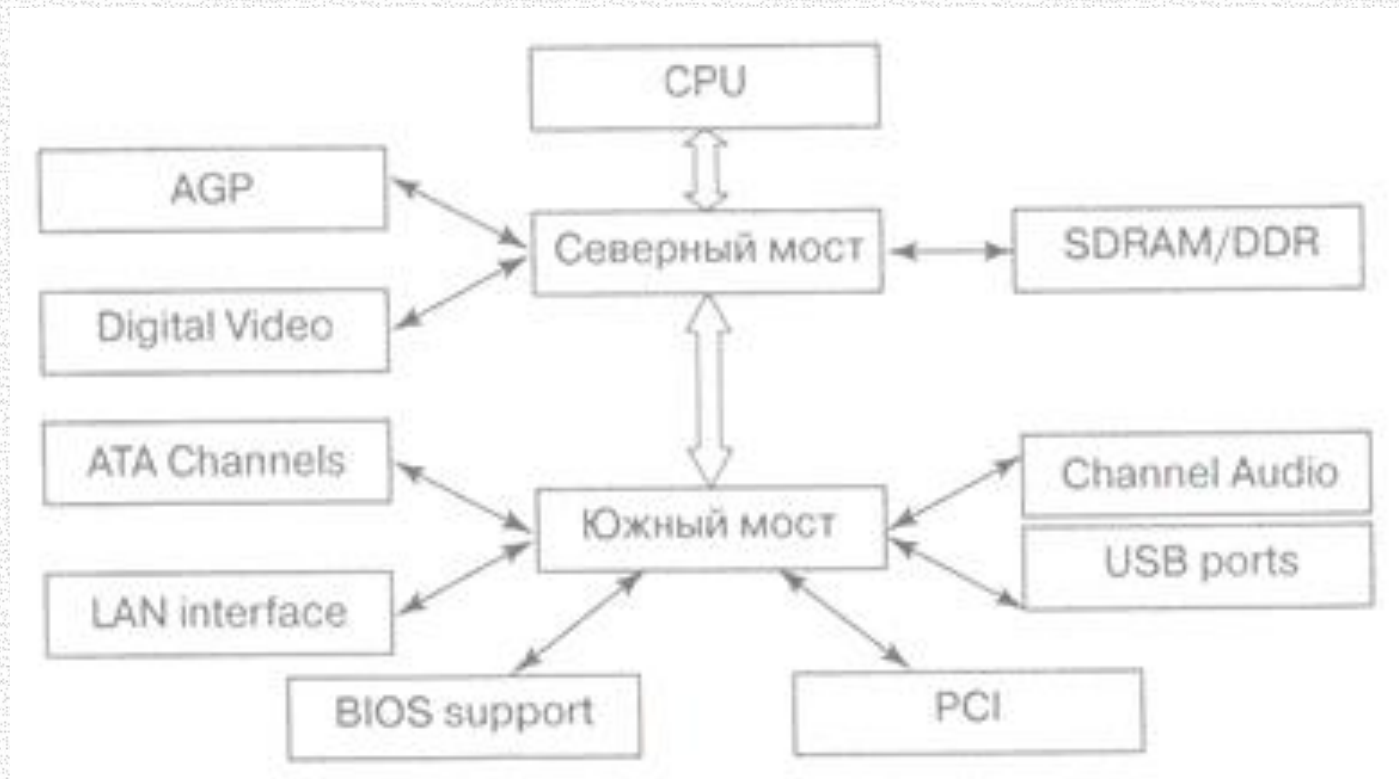 CPU
AGP
Северный мост
SDRAM/DDR
Digital Video
ATA Channels
Южный мост
Channel Audio
USB ports
LAN interface
BIOS support
PCI